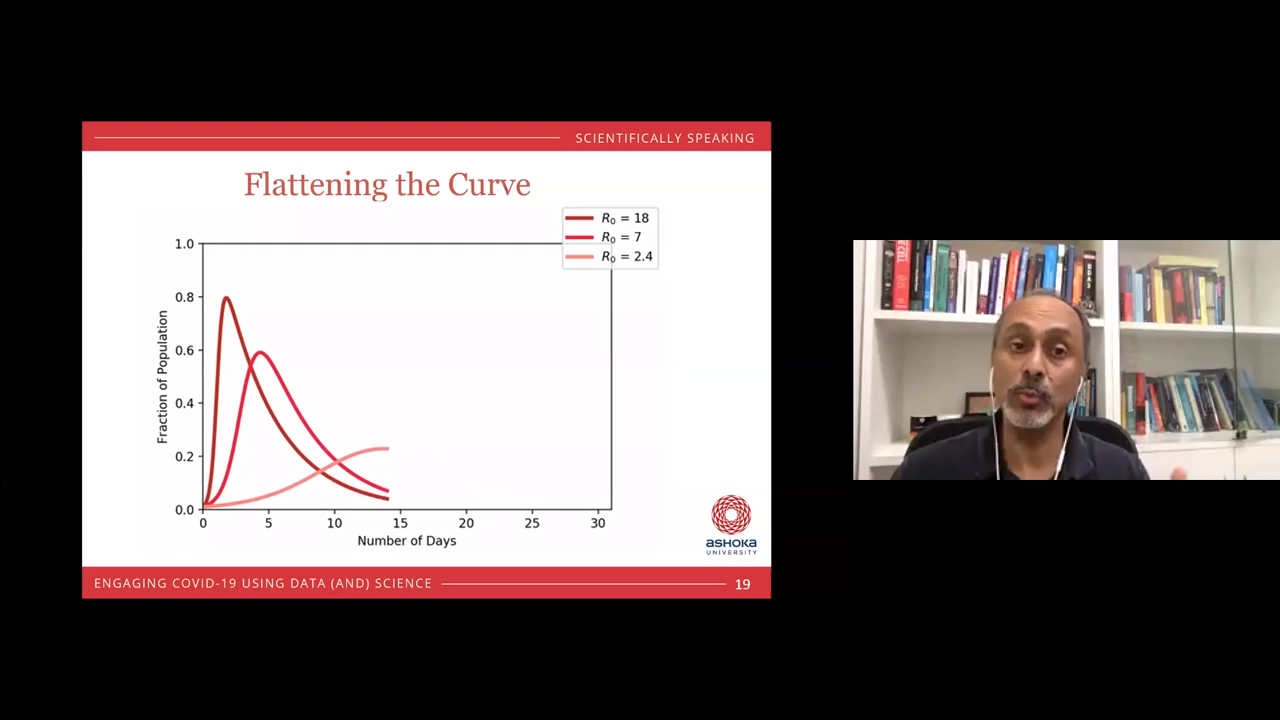 SCIENTIFICALLY SPEAKING
Flattening the Curve
R₀ = 18
R₀ = 7
R₀ = 2.4
1.0
0.8
0.6
0.4
0.2
0.0
Fraction of Population
0 5 10 15 20 25 30
Number of Days
ASHOKA
UNIVERSITY
ENGAGING COVID-19 USING DATA (AND) SCIENCE 19